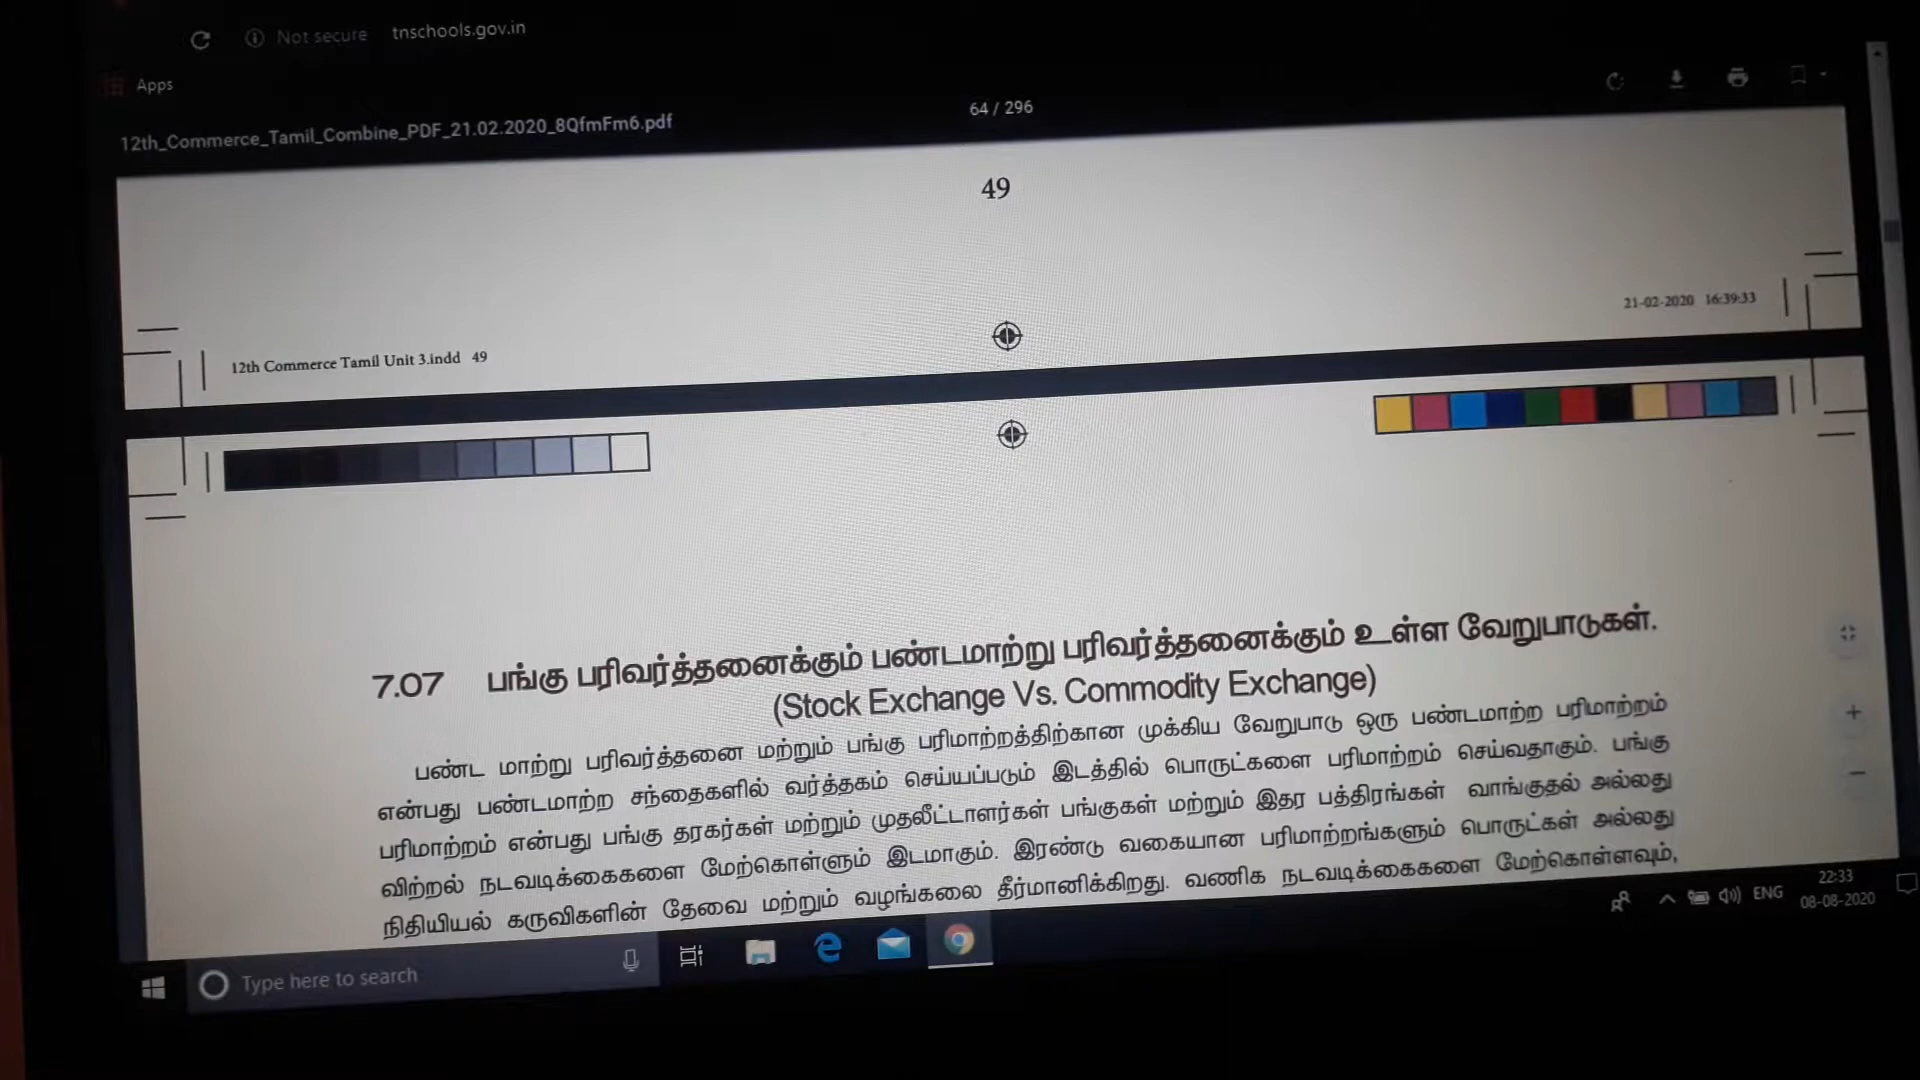 Not secure tnschools.gov.in
Apps
12th_Commerce_Tamil_Combine_PDF_21.02.2020_8QfmFm6.pdf
64 / 296
49
21-02-2020 16:39:33
12th Commerce Tamil Unit 3.indd 49
7.07 பங்கு பரிவர்த்தனைக்கும் பண்டமாற்று பரிவர்த்தனைக்கும் உள்ள வேறுபாடுகள்.
(Stock Exchange Vs. Commodity Exchange)
பண்ட மாற்று பரிவர்த்தனை மற்றும் பங்கு பரிமாற்றத்திற்கான முக்கிய வேறுபாடு ஒரு பண்டமாற்ற பரிமாற்றம்
என்பது பண்டமாற்ற சந்தைகளில் வர்த்தகம் செய்யப்படும் இடத்தில் பொருட்களை பரிமாற்றம் செய்வதாகும். பங்கு
பரிமாற்றம் என்பது பங்கு தரகர்கள் மற்றும் முதலீட்டாளர்கள் பங்குகள் மற்றும் இதர பத்திரங்கள் வாங்குதல் அல்லது
விற்றல் நடவடிக்கைகளை மேற்கொள்ளும் இடமாகும். இரண்டு வகையான பரிமாற்றங்களும் பொருட்கள் அல்லது
நிதியியல் கருவிகளின் தேவை மற்றும் வழங்கலை தீர்மானிக்கிறது. வணிக நடவடிக்கைகளை மேற்கொள்ளவும்,
Type here to search
ENG
22:33
08-08-2020